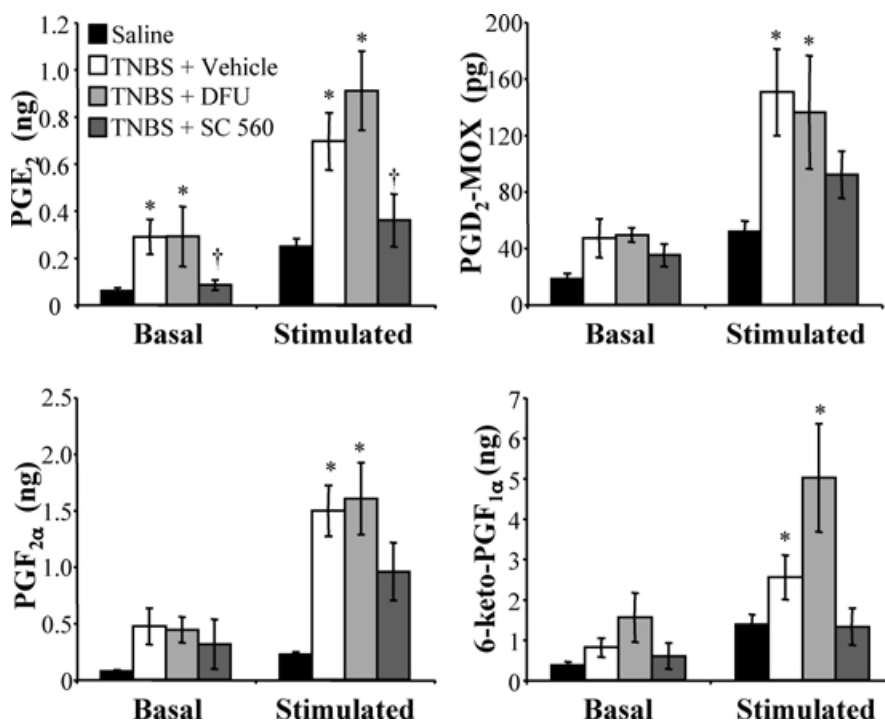 Saline
TNBS + Vehicle
TNBS + DFU
TNBS + SC 560
PGE2 (ng)
1.2
1.0
0.8
0.6
0.4
0.2
0
* * † * * †
Basal Stimulated
PGD2-MOX (pg)
200
160
120
80
40
0
* *
Basal Stimulated
PGF2α (ng)
2.5
2.0
1.5
1.0
0.5
0
* *
Basal Stimulated
6-keto-PGF1α (ng)
7
6
5
4
3
2
1
0
* *
Basal Stimulated